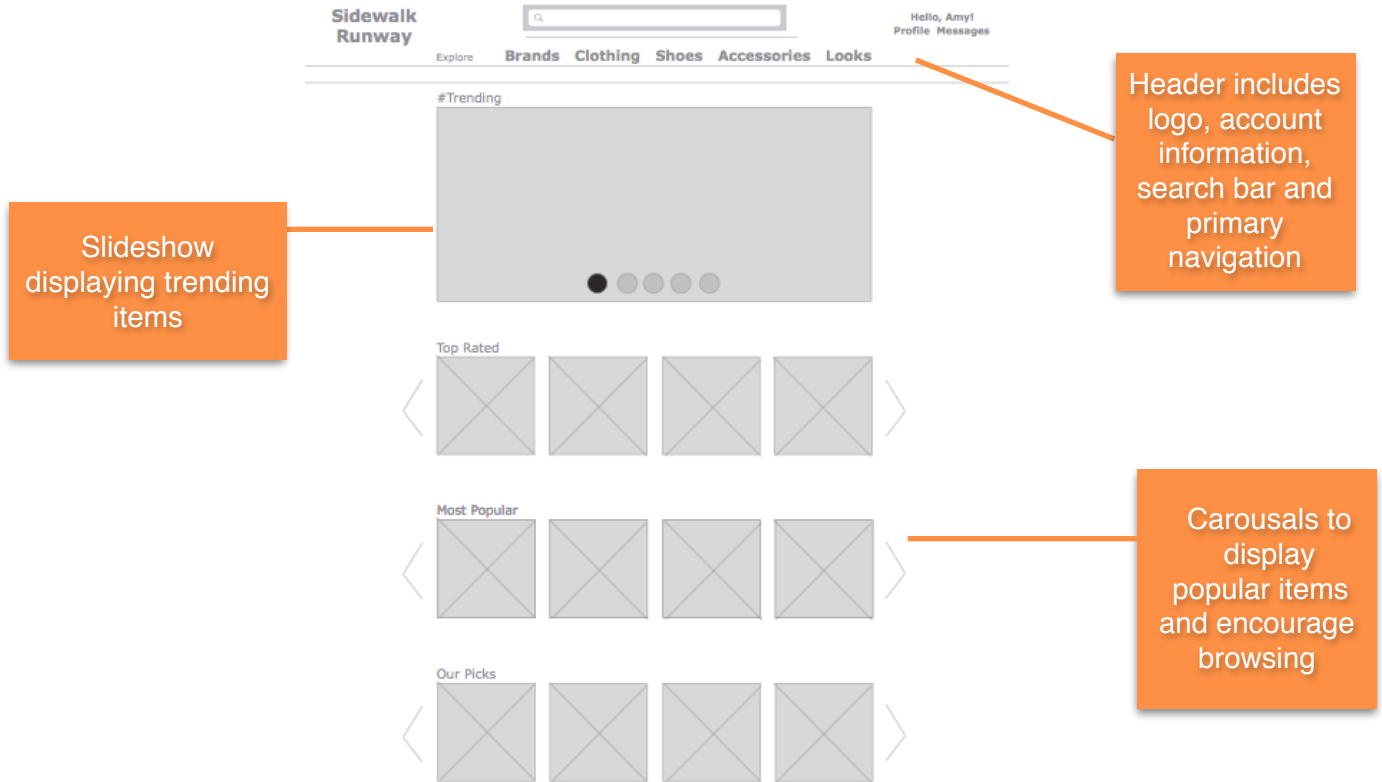 Sidewalk
Runway
Hello, Amy!
Profile Messages
Explore Brands Clothing Shoes Accessories Looks
Header includes
logo, account
information,
search bar and
primary
navigation
#Trending
Slideshow
displaying trending
items
Top Rated
Most Popular
Carousals to
display
popular items
and encourage
browsing
Our Picks